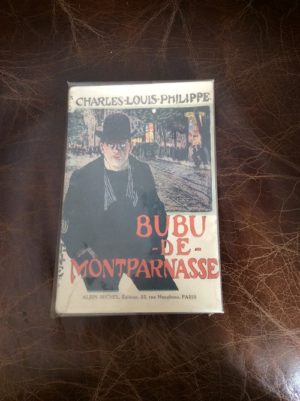 CHARLES-LOUIS-PHILIPPE
BUBU
-DE-
MONTPARNASSE
ALBIN MICHEL, Éditeur, 22, rue Huyghens, PARIS